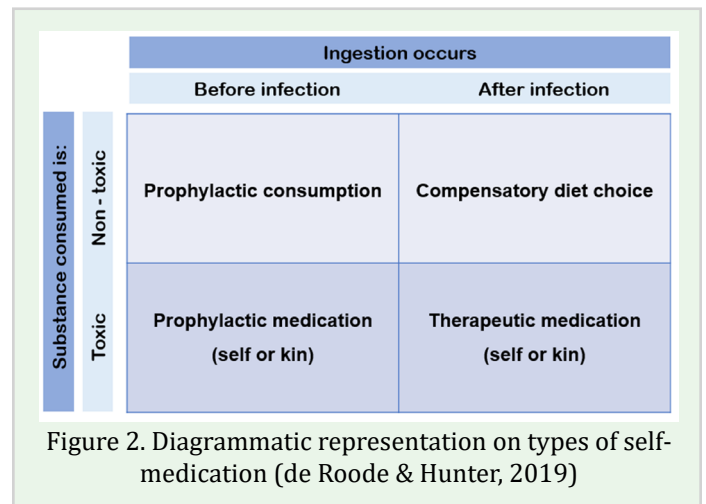 Ingestion occurs
Before infection
After infection
Substance consumed is:
Non - toxic
Prophylactic consumption
Compensatory diet choice
Toxic
Prophylactic medication
(self or kin)
Therapeutic medication
(self or kin)
Figure 2. Diagrammatic representation on types of self-
medication (de Roode & Hunter, 2019)